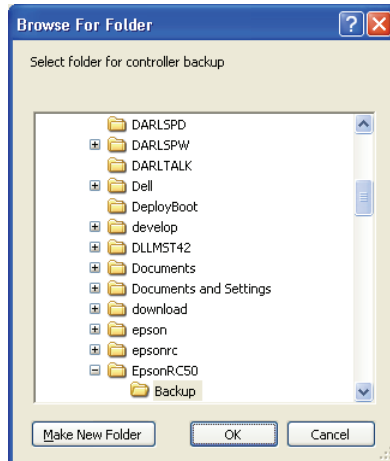 Browse For Folder
Select folder for controller backup
DARLSPD
DARLSPW
DARLTALK
Dell
DeployBoot
develop
DLLMST42
Documents
Documents and Settings
download
epson
epsonrc
EpsonRC50
Backup
Make New Folder OK Cancel